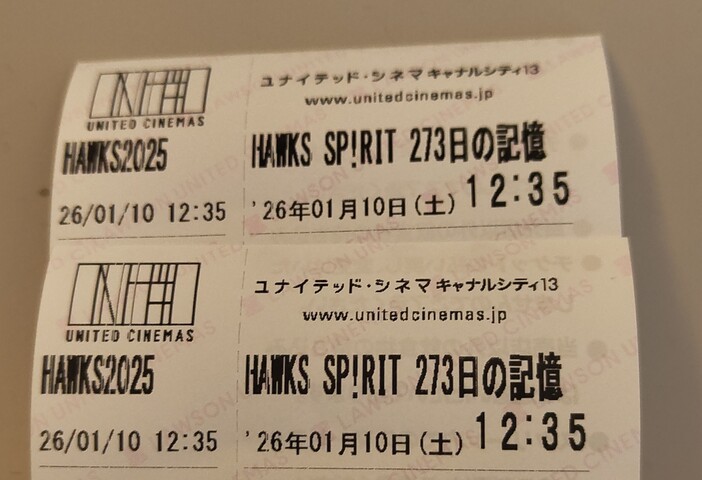 UNITED CINEMAS
ユナイテッド・シネマキャナルシティ13
www.unitedcinemas.jp
HAWKS2025
HAWKS SP!RIT 273日の記憶
26/01/10 12:35
'26年01月10日(土) 12:35
UNITED CINEMAS
ユナイテッド・シネマキャナルシティ13
www.unitedcinemas.jp
HAWKS2025
HAWKS SP!RIT 273日の記憶
26/01/10 12:35
'26年01月10日(土) 12:35